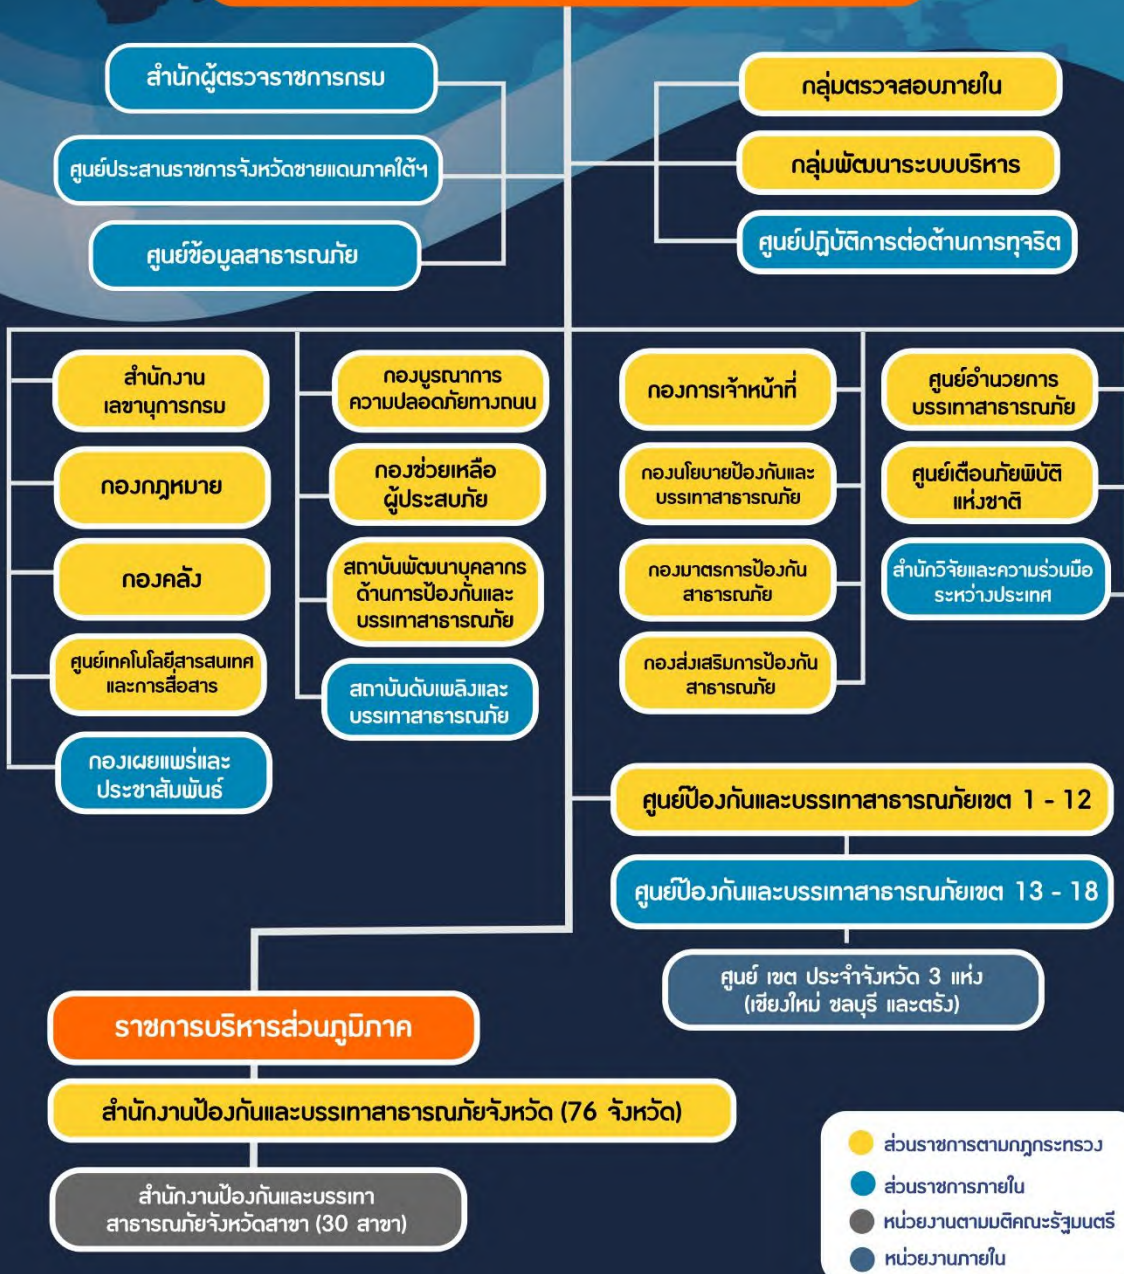 สำนักผู้ตรวจราชการกรม
ศูนย์ประสานราชการจังหวัดชายแดนภาคใต้ฯ
ศูนย์ข้อมูลสาธารณภัย
กลุ่มตรวจสอบภายใน
กลุ่มพัฒนาระบบบริหาร
ศูนย์ปฏิบัติการต่อต้านการทุจริต
สำนักงาน
เลขานุการกรม
กองกฎหมาย
กองคลัง
ศูนย์เทคโนโลยีสารสนเทศ
และการสื่อสาร
กองเผยแพร่และ
ประชาสัมพันธ์
กองบูรณาการ
ความปลอดภัยทางถนน
กองช่วยเหลือ
ผู้ประสบภัย
สถาบันพัฒนาบุคลากร
ด้านการป้องกันและ
บรรเทาสาธารณภัย
สถาบันดับเพลิงและ
บรรเทาสาธารณภัย
กองการเจ้าหน้าที่
กองนโยบายป้องกันและ
บรรเทาสาธารณภัย
กองมาตรการป้องกัน
สาธารณภัย
กองส่งเสริมการป้องกัน
สาธารณภัย
ศูนย์อำนวยการ
บรรเทาสาธารณภัย
ศูนย์เตือนภัยพิบัติ
แห่งชาติ
สำนักวิจัยและความร่วมมือ
ระหว่างประเทศ
ศูนย์ป้องกันและบรรเทาสาธารณภัยเขต 1 - 12
ศูนย์ป้องกันและบรรเทาสาธารณภัยเขต 13 - 18
ศูนย์ เขต ประจำจังหวัด 3 แห่ง
(เชียงใหม่ ชลบุรี และตรัง)
ราชการบริหารส่วนภูมิภาค
สำนักงานป้องกันและบรรเทาสาธารณภัยจังหวัด (76 จังหวัด)
สำนักงานป้องกันและบรรเทา
สาธารณภัยจังหวัดสาขา (30 สาขา)
ส่วนราชการตามกฎกระทรวง
ส่วนราชการภายใน
หน่วยงานตามมติคณะรัฐมนตรี
หน่วยงานภายใน